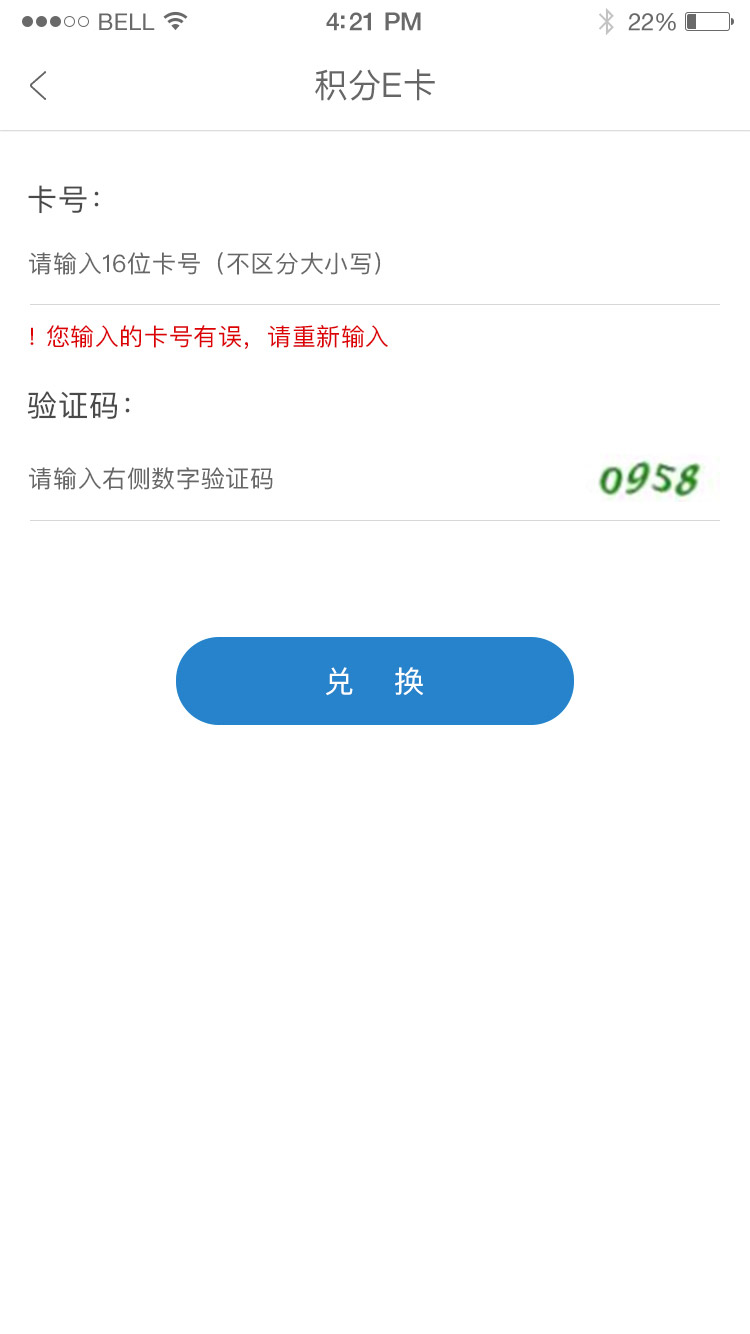 BELL 4:21 PM 22%
积分E卡
卡号：
请输入16位卡号（不区分大小写）
！您输入的卡号有误，请重新输入
验证码：
请输入右侧数字验证码 0958
兑 换